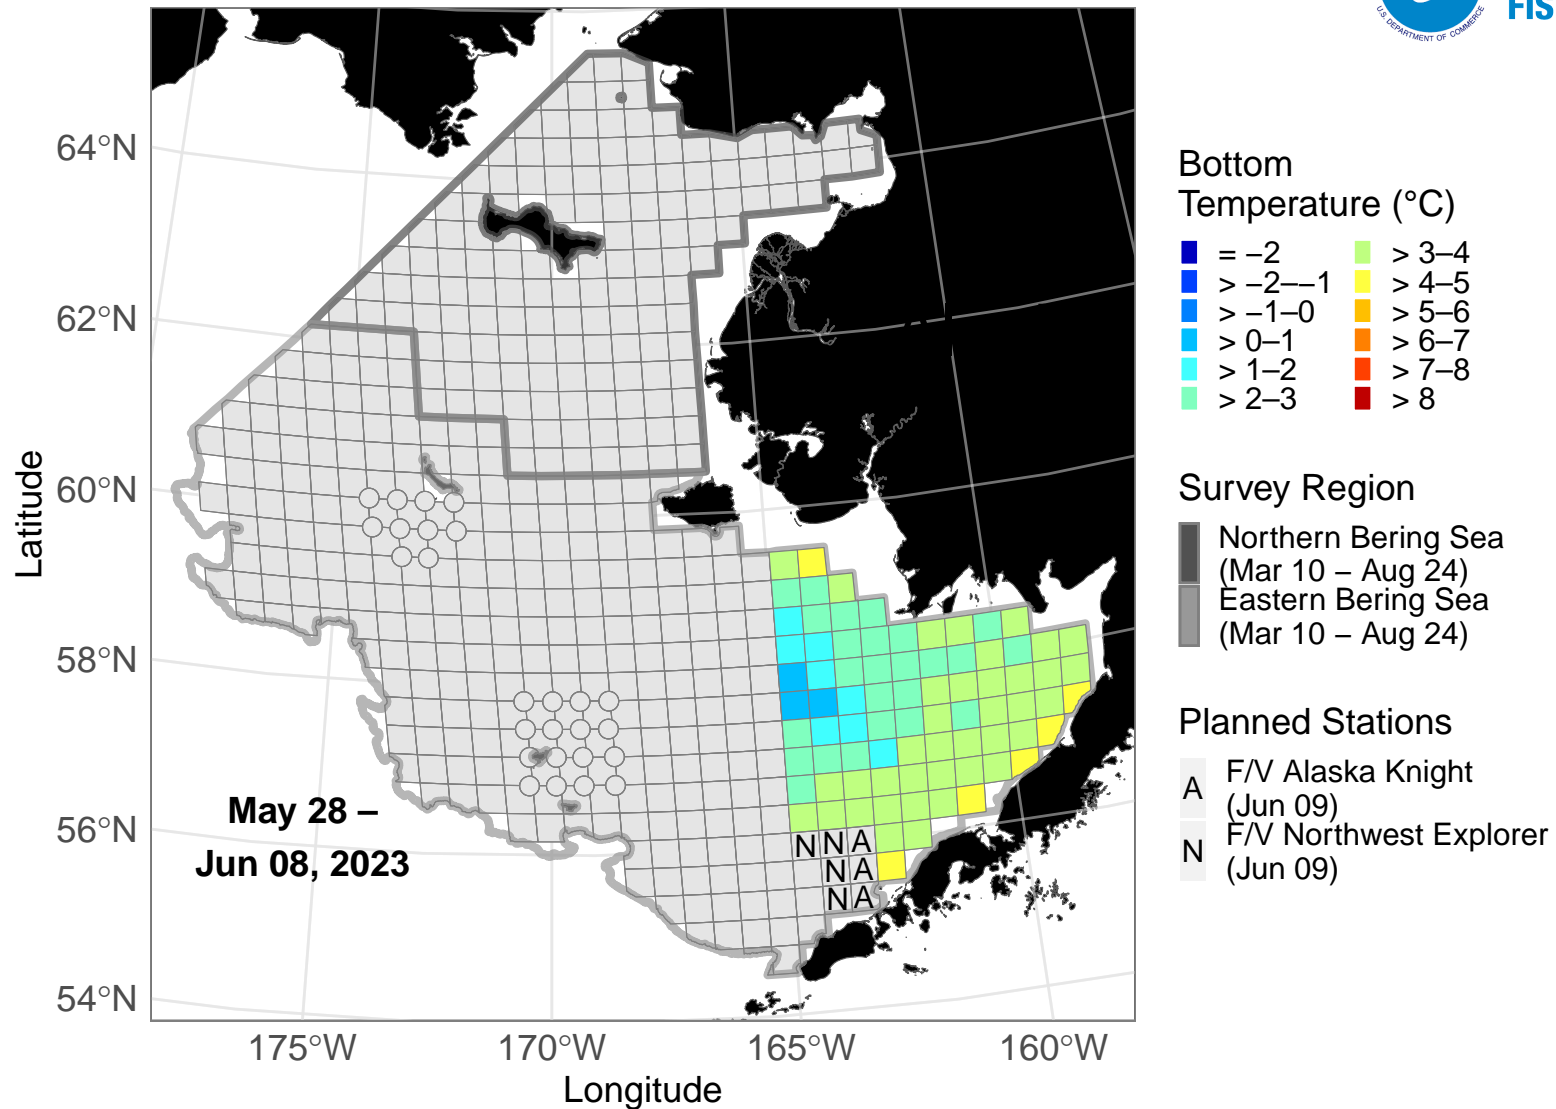 U.S. DEPARTMENT OF COMMERCE
FIS
64°N
62°N
60°N
58°N
56°N
54°N
Latitude
175°W
170°W
165°W
160°W
Longitude
May 28 –
Jun 08, 2023
N N A
N A
N A
Bottom
Temperature (°C)
= −2
> −2–−1
> −1–0
> 0–1
> 1–2
> 2–3
> 3–4
> 4–5
> 5–6
> 6–7
> 7–8
> 8
Survey Region
Northern Bering Sea
(Mar 10 – Aug 24)
Eastern Bering Sea
(Mar 10 – Aug 24)
Planned Stations
A F/V Alaska Knight
(Jun 09)
N F/V Northwest Explorer
(Jun 09)